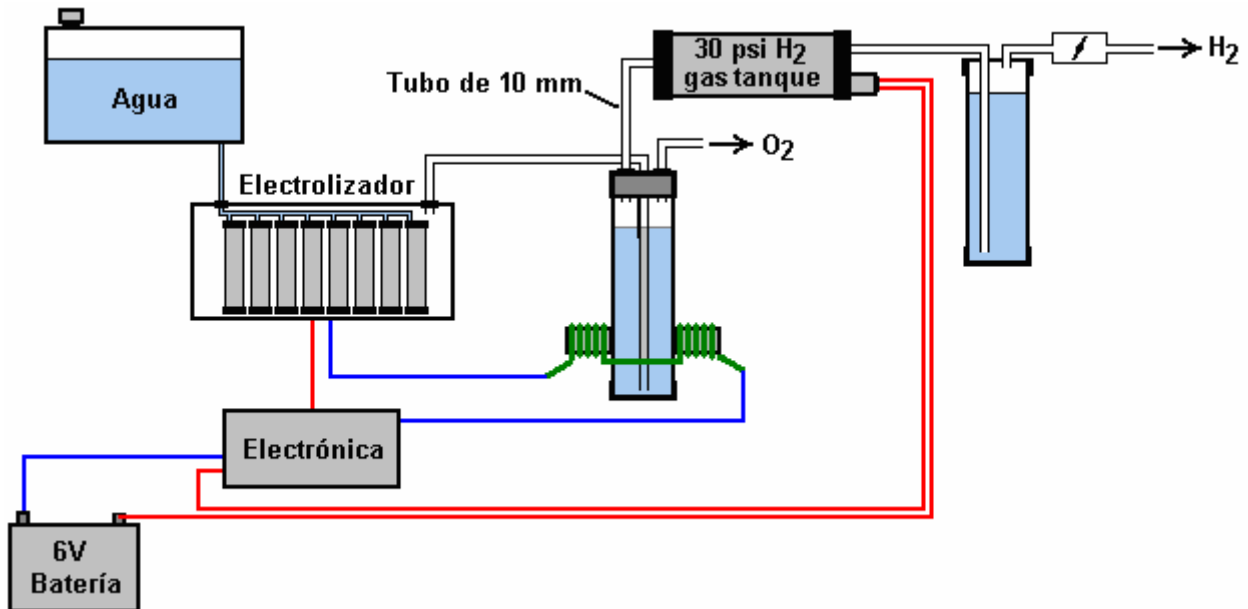 30 psi H2
gas tanque
H2
Tubo de 10 mm
Agua
O2
Electrolizador
Electrónica
6V
Batería